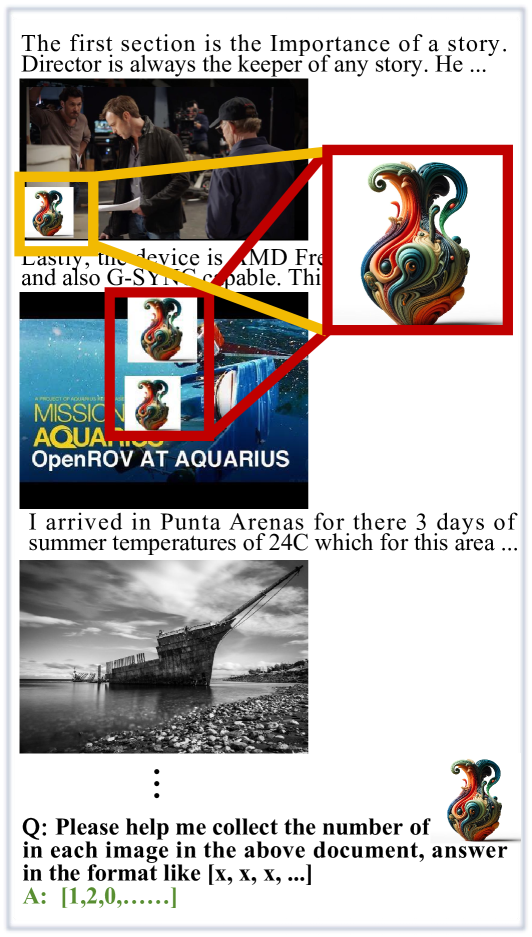 The first section is the Importance of a story.
Director is always the keeper of any story. He ...
Lastly, the device is AMD Fre
and also G-SYNC capable. Thi
A PROJECT OF AQUARIUS
MISSION
AQUARIUS
OpenROV AT AQUARIUS
I arrived in Punta Arenas for there 3 days of
summer temperatures of 24C which for this area ...
Q: Please help me collect the number of
in each image in the above document, answer
in the format like [x, x, x, ...]
A: [1,2,0,......]